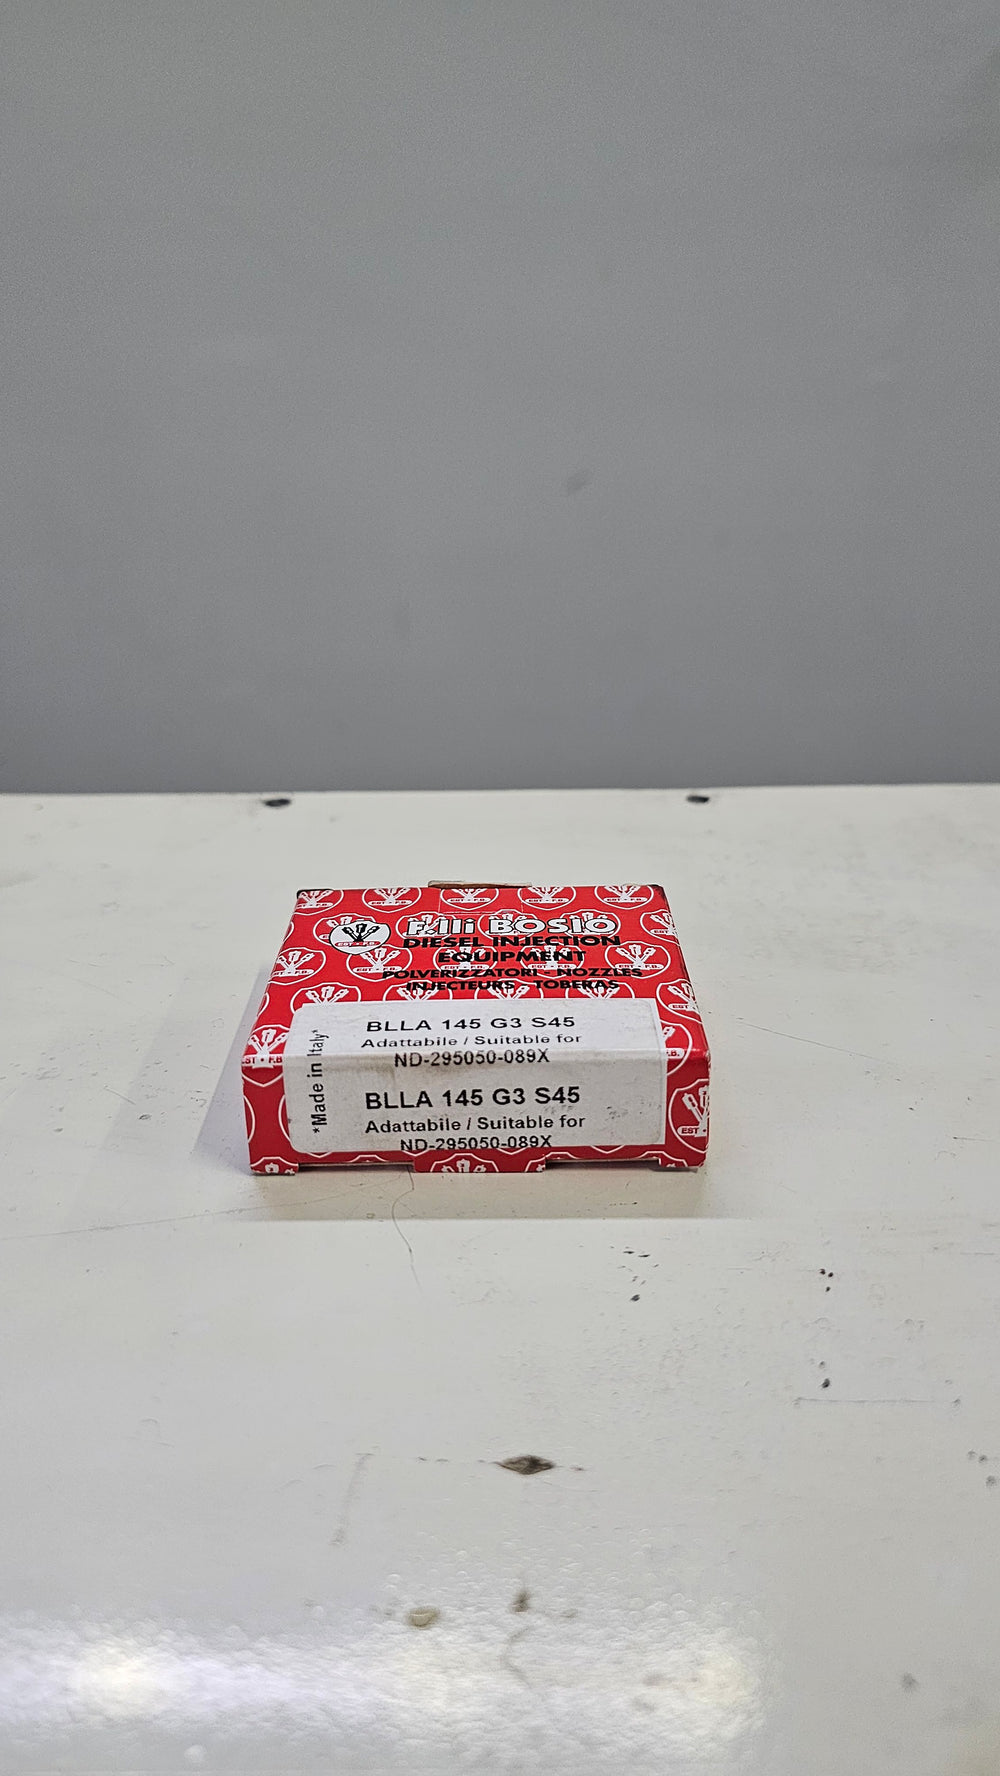 F.lli BOSIO
DIESEL INJECTION
EQUIPMENT
POLVERIZZATORI - NOZZLES
INJECTEURS - TOBERAS
EST • F.B.
*Made in Italy*
BLLA 145 G3 S45
Adattabile / Suitable for
ND-295050-089X
BLLA 145 G3 S45
Adattabile / Suitable for
ND-295050-089X